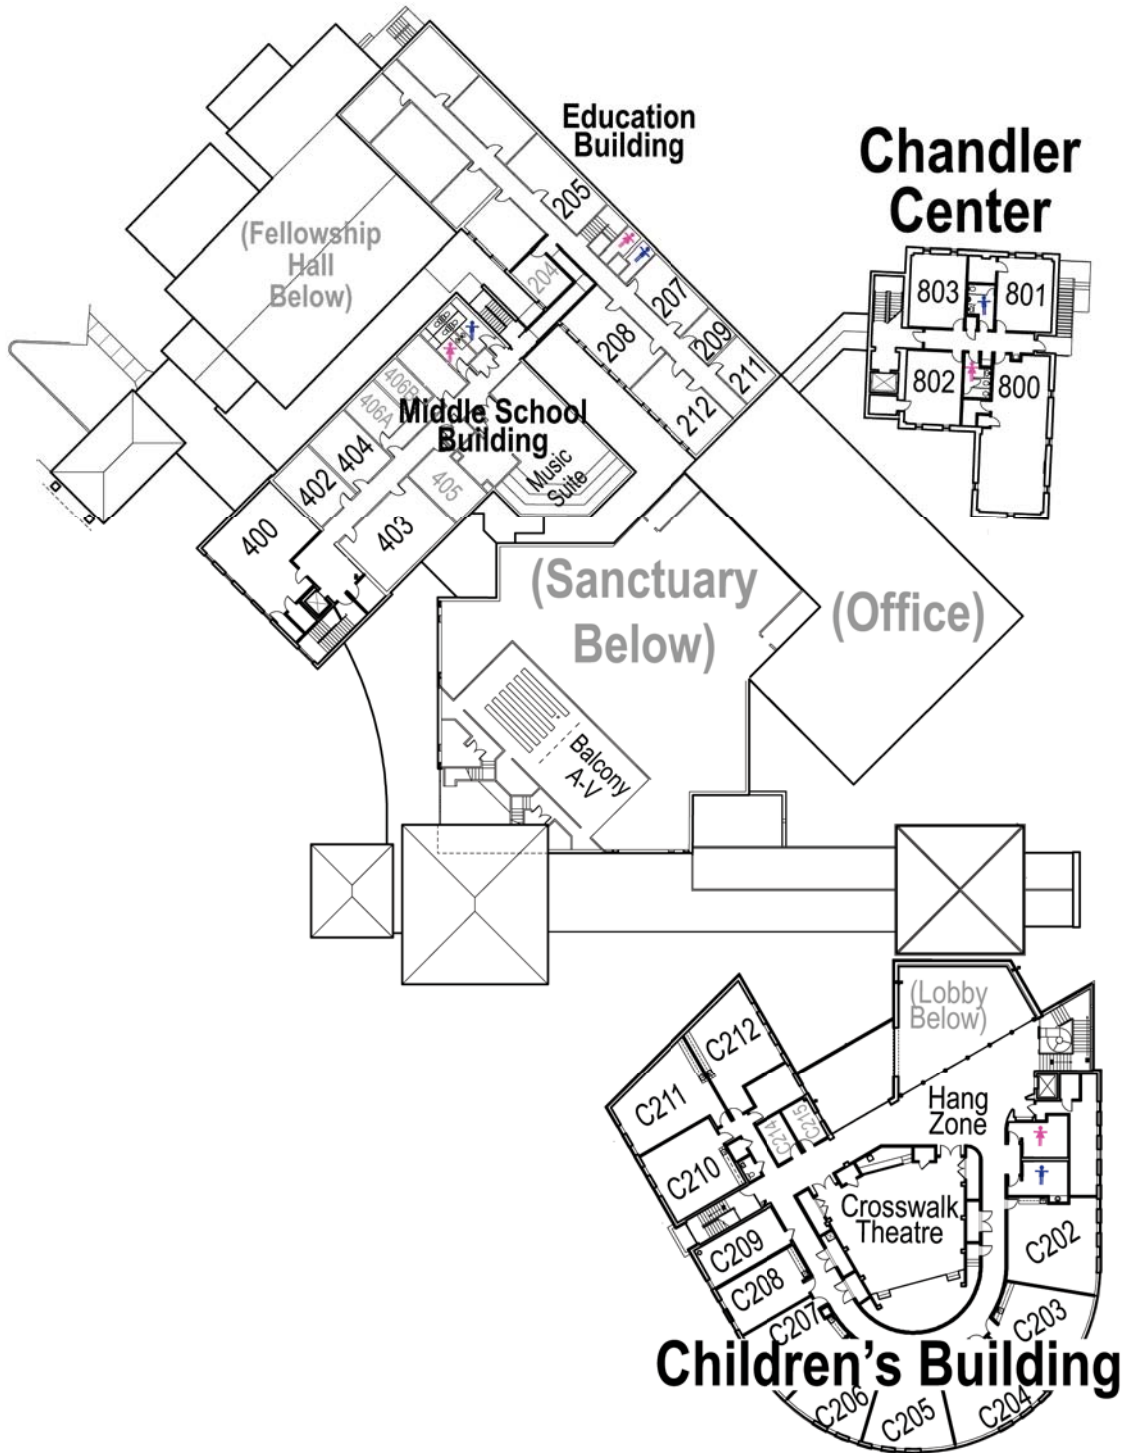 Education
Building
Chandler
Center
205
(Fellowship
Hall
Below)
204
207
208
209
211
212
803
801
802
800
406B
406A
Middle School
Building
404
402
405
400
403
Music
Suite
(Sanctuary
Below)
(Office)
Balcony
A-V
(Lobby
Below)
C212
C211
C215
C214
Hang
Zone
C210
Crosswalk
Theatre
C209
C202
C208
C207
C203
Children's Building
C206
C205
C204